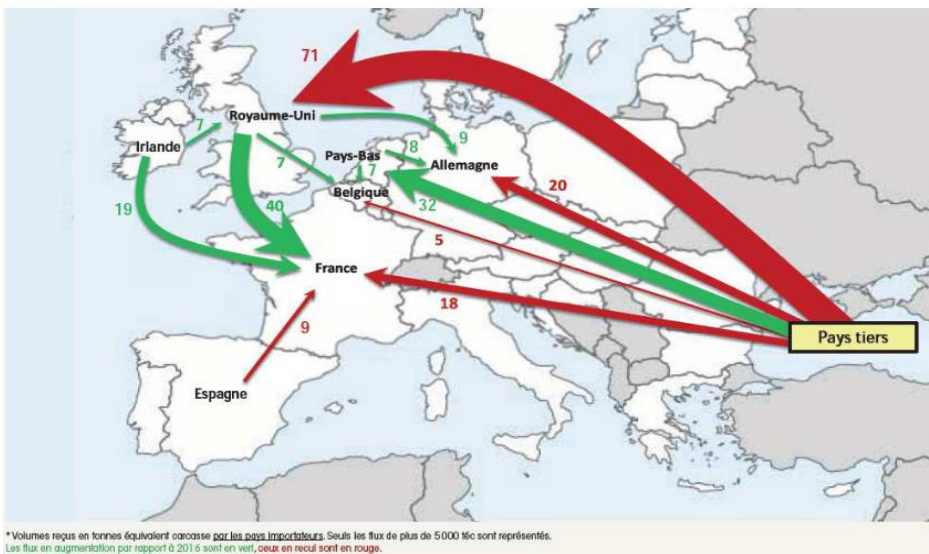 71
Royaume-Uni
7
Irlande
9
Pays-Bas
8
Allemagne
7
7
Belgique
20
19
40
32
5
France
18
9
Pays tiers
Espagne
* Volumes reçus en tonnes équivalent carcasse par les pays importateurs. Seuls les flux de plus de 5 000 téc sont représentés.
Les flux en augmentation par rapport à 2016 sont en vert, ceux en recul sont en rouge.